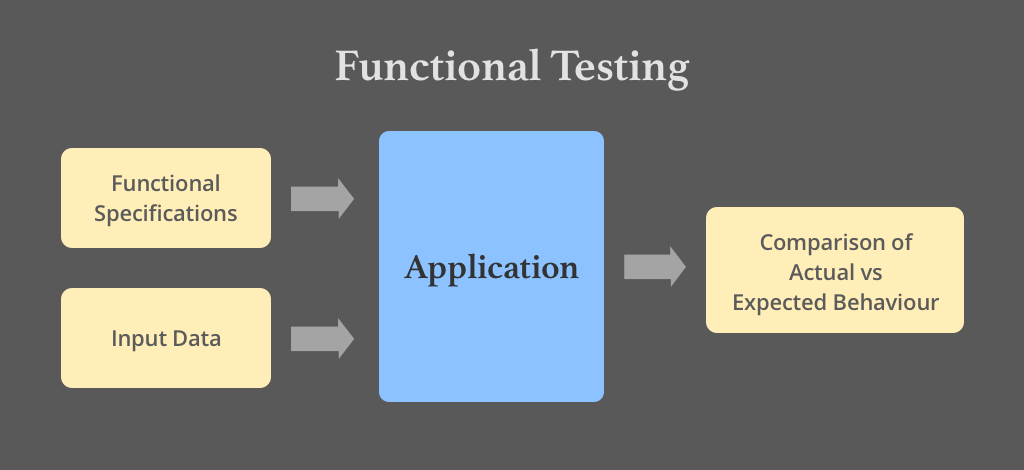 Functional Testing
Functional
Specifications
Input Data
Application
Comparison of
Actual vs
Expected Behaviour